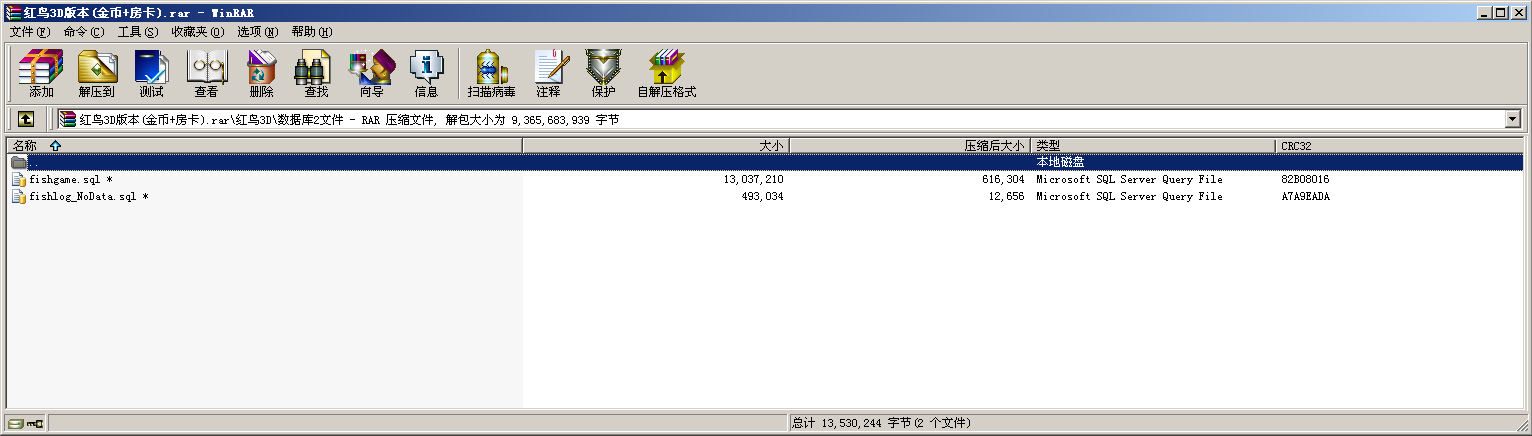 红鸟3D版本(金币+房卡).rar - WinRAR
文件(F) 命令(C) 工具(S) 收藏夹(O) 选项(N) 帮助(H)
添加 解压到 测试 查看 删除 查找 向导 信息 扫描病毒 注释 保护 自解压格式
红鸟3D版本(金币+房卡).rar\红鸟3D\数据库2文件 - RAR 压缩文件, 解包大小为 9,365,683,939 字节
名称 大小 压缩后大小 类型 CRC32
.. 本地磁盘
fishgame.sql * 13,037,210 616,304 Microsoft SQL Server Query File 82B08016
fishlog_NoData.sql * 493,034 12,656 Microsoft SQL Server Query File A7A9EADA
总计 13,530,244 字节(2 个文件)